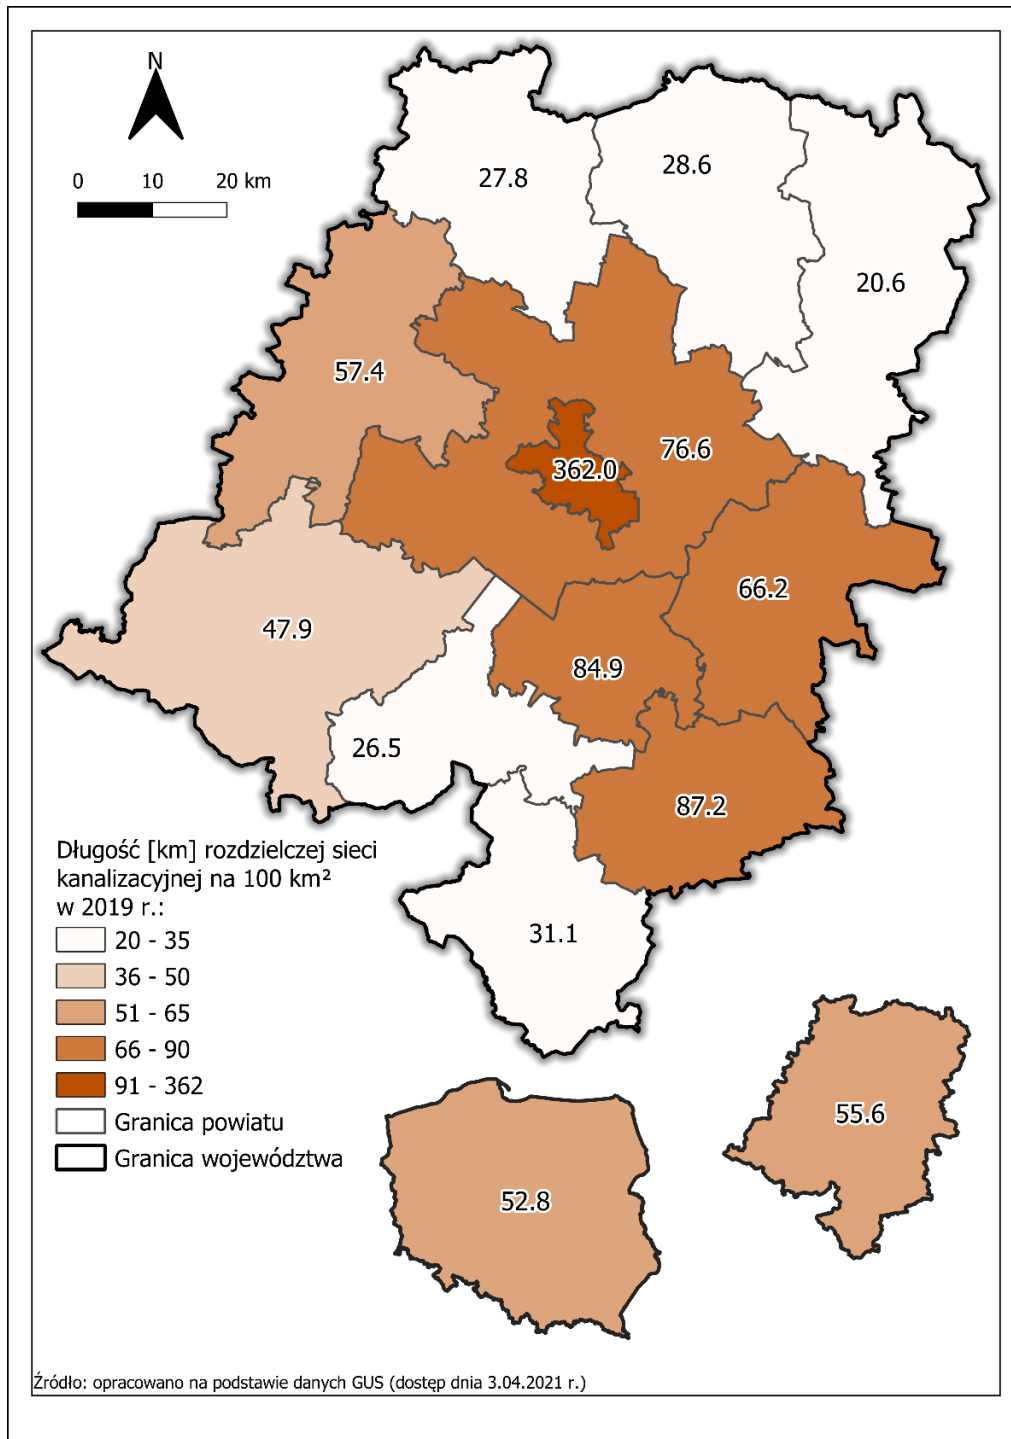 N
0 10 20 km
27.8
28.6
20.6
57.4
76.6
362.0
66.2
47.9
84.9
26.5
87.2
31.1
Długość [km] rozdzielczej sieci
kanalizacyjnej na 100 km²
w 2019 r.:
20 - 35
36 - 50
51 - 65
66 - 90
91 - 362
Granica powiatu
Granica województwa
55.6
52.8
Źródło: opracowano na podstawie danych GUS (dostęp dnia 3.04.2021 r.)